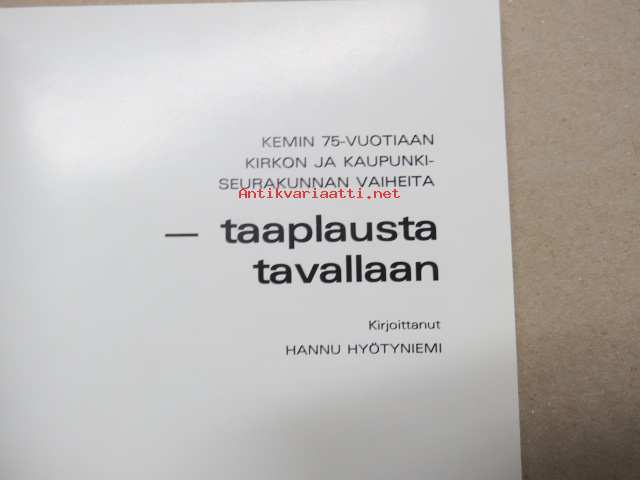 KEMIN 75-VUOTIAAN
KIRKON JA KAUPUNKI-
SEURAKUNNAN VAIHEITA
Antikvariaatti.net
— taaplausta
tavallaan
Kirjoittanut
HANNU HYÖTYNIEMI